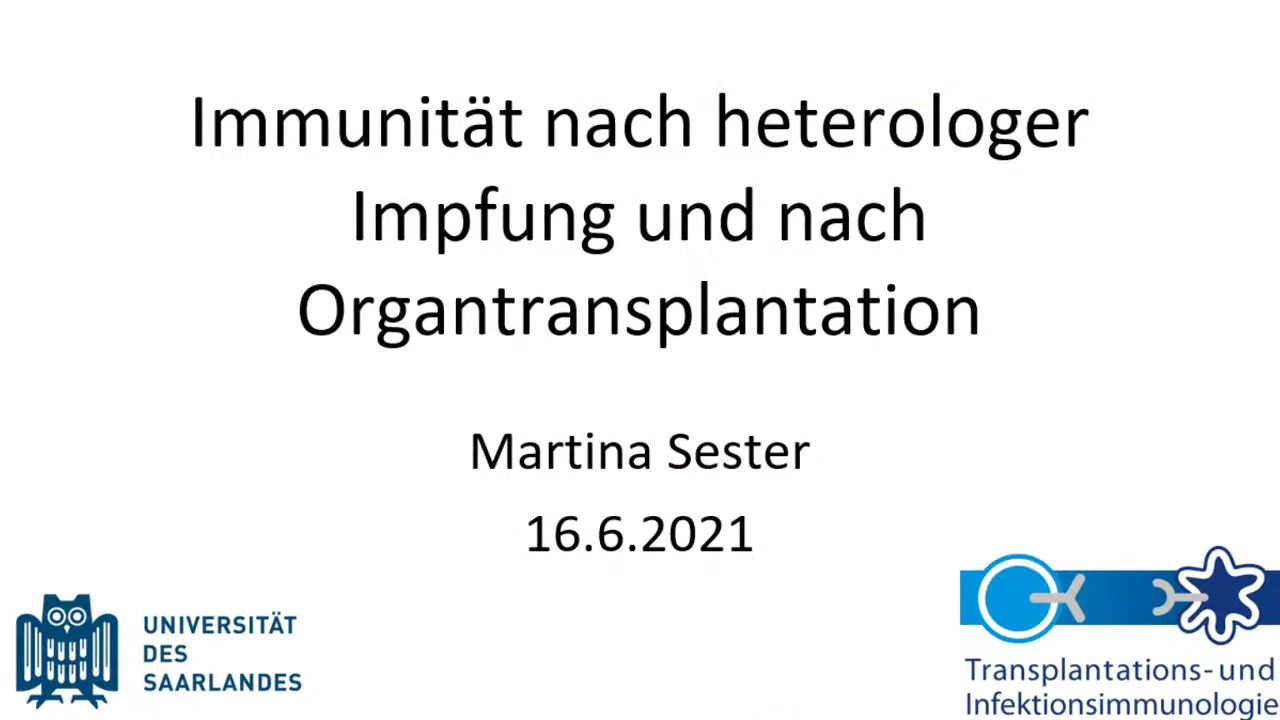 Immunität nach heterologer
Impfung und nach
Organtransplantation
Martina Sester
16.6.2021
UNIVERSITÄT
DES
SAARLANDES
Transplantations-und
Infektionsimmunologie